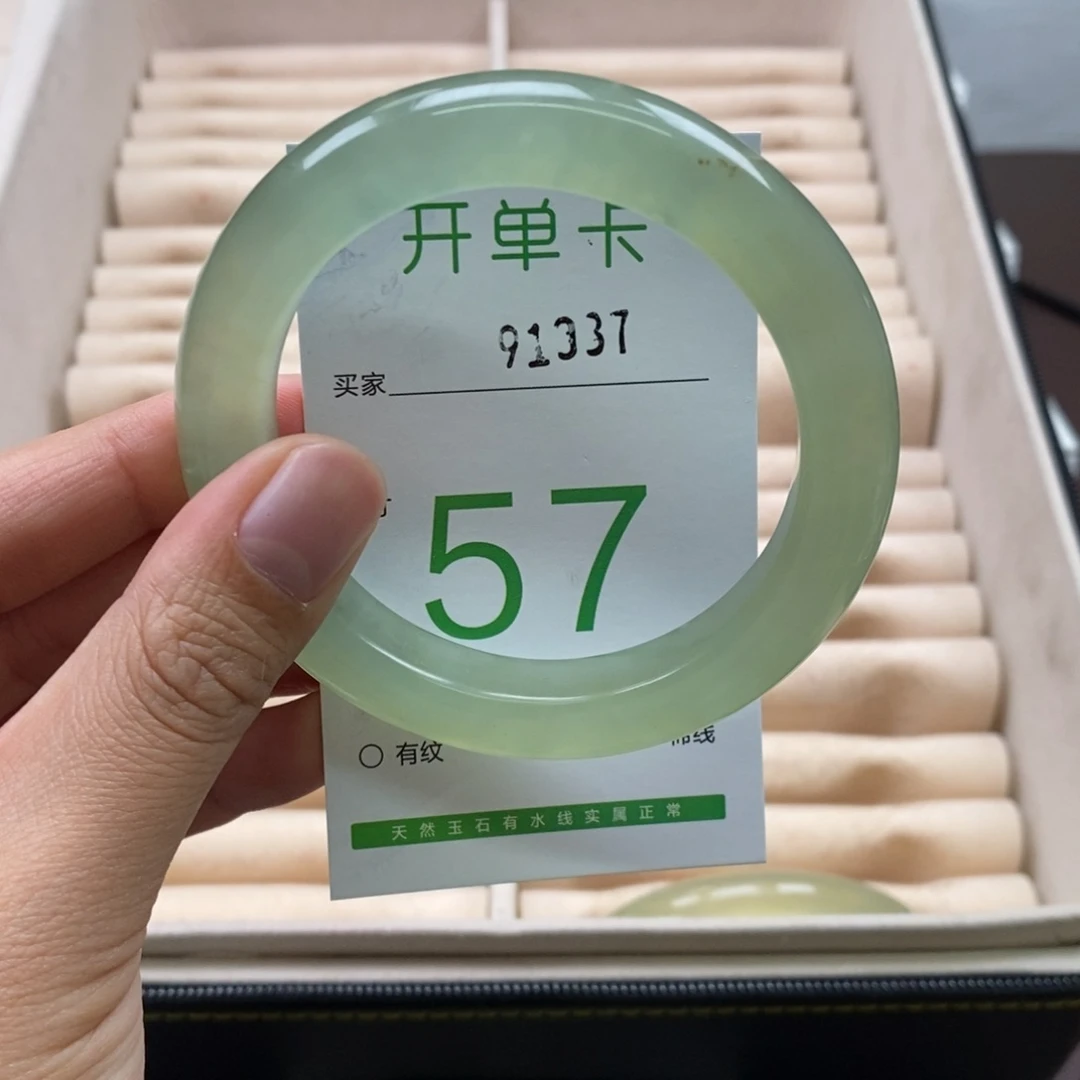 开单卡
91337
买家
57
有纹
线
天然玉石有水线实属正常